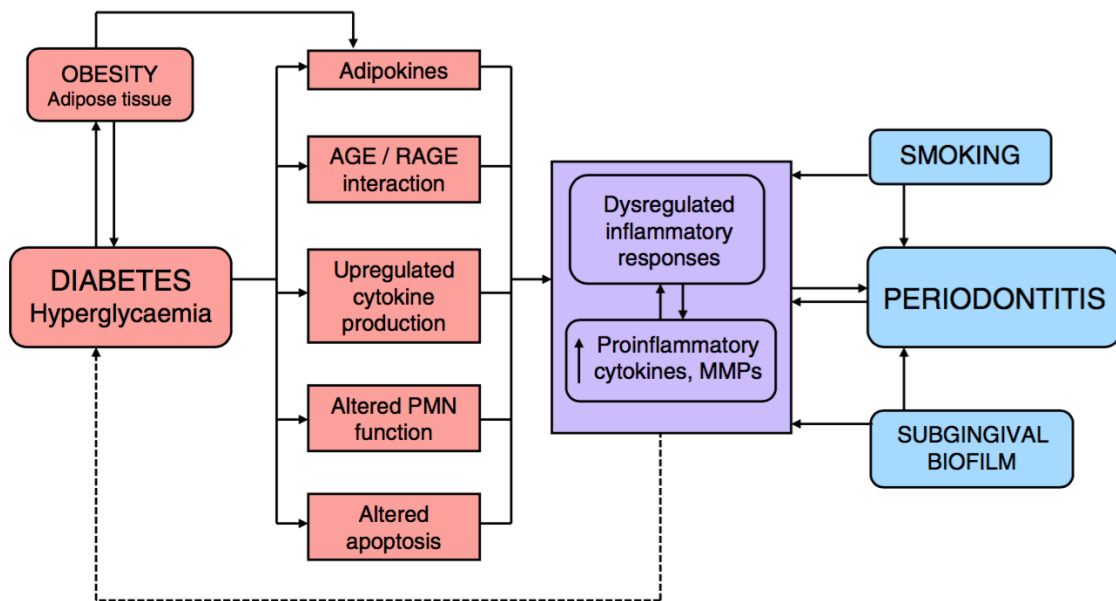 OBESITY
Adipose tissue
DIABETES
Hyperglycaemia
Adipokines
AGE / RAGE
interaction
Upregulated
cytokine
production
Altered PMN
function
Altered
apoptosis
Dysregulated
inflammatory
responses
Proinflammatory
cytokines, MMPs
SMOKING
PERIODONTITIS
SUBGINGIVAL
BIOFILM